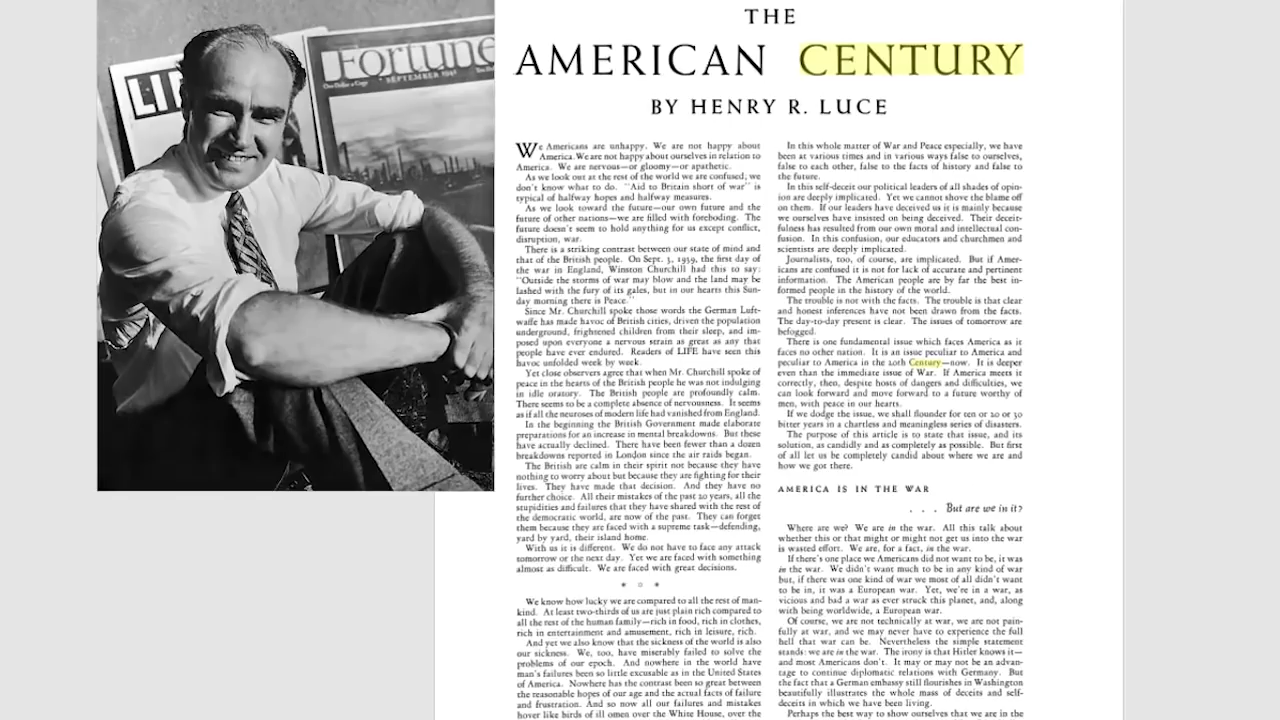 LIF
Fortune
One Dollar a Copy
SEPTEMBER 1941
THE
AMERICAN CENTURY
BY HENRY R. LUCE
We Americans are unhappy. We are not happy about
America. We are not happy about ourselves in relation to
America. We are nervous—or gloomy—or apathetic.
As we look out at the rest of the world we are confused; we
don't know what to do. "Aid to Britain short of war" is
typical of halfway hopes and halfway measures.
As we look toward the future—our own future and the
future of other nations—we are filled with foreboding. The
future doesn't seem to hold anything for us except conflict,
disruption, war.
There is a striking contrast between our state of mind and
that of the British people. On Sept. 3, 1939, the first day of
the war in England, Winston Churchill had this to say:
"Outside the storms of war may blow and the land may be
lashed with the fury of its gales, but in our hearts this Sun-
day morning there is Peace."
Since Mr. Churchill spoke those words the German Luft-
waffe has made havoc of British cities, driven the population
underground, frightened children from their sleep, and im-
posed upon everyone a nervous strain as great as any that
people have ever endured. Readers of LIFE have seen this
havoc unfolded week by week.
Yet close observers agree that when Mr. Churchill spoke of
peace in the hearts of the British people he was not indulging
in idle oratory. The British people are profoundly calm.
There seems to be a complete absence of nervousness. It seems
as if all the neuroses of modern life had vanished from England.
In the beginning the British Government made elaborate
preparations for an increase in mental breakdowns. But these
have actually declined. There have been fewer than a dozen
breakdowns reported in London since the air raids began.
The British are calm in their spirit not because they have
nothing to worry about but because they are fighting for their
lives. They have made that decision. And they have no
further choice. All their mistakes of the past 20 years, all the
stupidities and failures that they have shared with the rest of
the democratic world, are now of the past. They can forget
them because they are faced with a supreme task—defending,
yard by yard, their island home.
With us it is different. We do not have to face any attack
tomorrow or the next day. Yet we are faced with something
almost as difficult. We are faced with great decisions.
* ○ *
We know how lucky we are compared to all the rest of man-
kind. At least two-thirds of us are just plain rich compared to
all the rest of the human family—rich in food, rich in clothes,
rich in entertainment and amusement, rich in leisure, rich.
And yet we also know that the sickness of the world is also
our sickness. We, too, have miserably failed to solve the
problems of our epoch. And nowhere in the world have
man's failures been so little excusable as in the United States
of America. Nowhere has the contrast been so great between
the reasonable hopes of our age and the actual facts of failure
and frustration. And so now all our failures and mistakes
hover like birds of ill omen over the White House, over the
In this whole matter of War and Peace especially, we have
been at various times and in various ways false to ourselves,
false to each other, false to the facts of history and false to
the future.
In this self-deceit our political leaders of all shades of opin-
ion are deeply implicated. Yet we cannot shove the blame off
on them. If our leaders have deceived us it is mainly because
we ourselves have insisted on being deceived. Their deceit-
fulness has resulted from our own moral and intellectual con-
fusion. In this confusion, our educators and churchmen and
scientists are deeply implicated.
Journalists, too, of course, are implicated. But if Amer-
icans are confused it is not for lack of accurate and pertinent
information. The American people are by far the best in-
formed people in the history of the world.
The trouble is not with the facts. The trouble is that clear
and honest inferences have not been drawn from the facts.
The day-to-day present is clear. The issues of tomorrow are
befogged.
There is one fundamental issue which faces America as it
faces no other nation. It is an issue peculiar to America and
peculiar to America in the 20th Century—now. It is deeper
even than the immediate issue of War. If America meets it
correctly, then, despite hosts of dangers and difficulties, we
can look forward and move forward to a future worthy of
men, with peace in our hearts.
If we dodge the issue, we shall flounder for ten or 20 or 30
bitter years in a chartless and meaningless series of disasters.
The purpose of this article is to state that issue, and its
solution, as candidly and as completely as possible. But first
of all let us be completely candid about where we are and
how we got there.
AMERICA IS IN THE WAR
. . . But are we in it?
Where are we? We are in the war. All this talk about
whether this or that might or might not get us into the war
is wasted effort. We are, for a fact, in the war.
If there's one place we Americans did not want to be, it was
in the war. We didn't want much to be in any kind of war
but, if there was one kind of war we most of all didn't want
to be in, it was a European war. Yet, we're in a war, as
vicious and bad a war as ever struck this planet, and, along
with being worldwide, a European war.
Of course, we are not technically at war, we are not pain-
fully at war, and we may never have to experience the full
hell that war can be. Nevertheless the simple statement
stands: we are in the war. The irony is that Hitler knows it—
and most Americans don't. It may or may not be an advan-
tage to continue diplomatic relations with Germany. But
the fact that a German embassy still flourishes in Washington
beautifully illustrates the whole mass of deceits and self-
deceits in which we have been living.
Perhaps the best way to show ourselves that we are in the